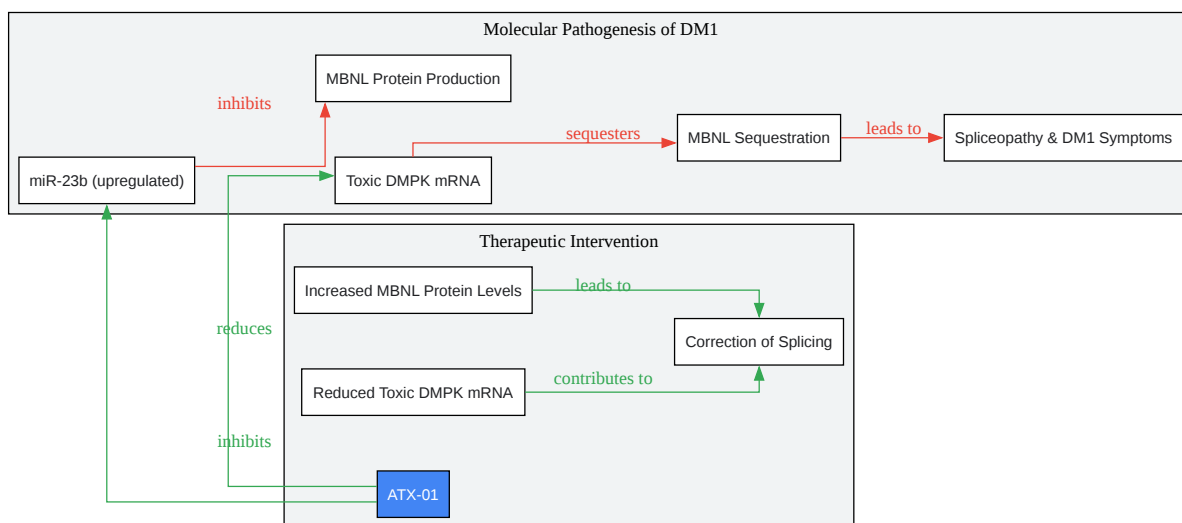 Molecular Pathogenesis of DM1
MBNL Protein Production
inhibits
sequesters
MBNL Sequestration
leads to
Spliceopathy & DM1 Symptoms
miR-23b (upregulated)
Toxic DMPK mRNA
Therapeutic Intervention
Increased MBNL Protein Levels
leads to
reduces
Correction of Splicing
Reduced Toxic DMPK mRNA
contributes to
inhibits
ATX-01